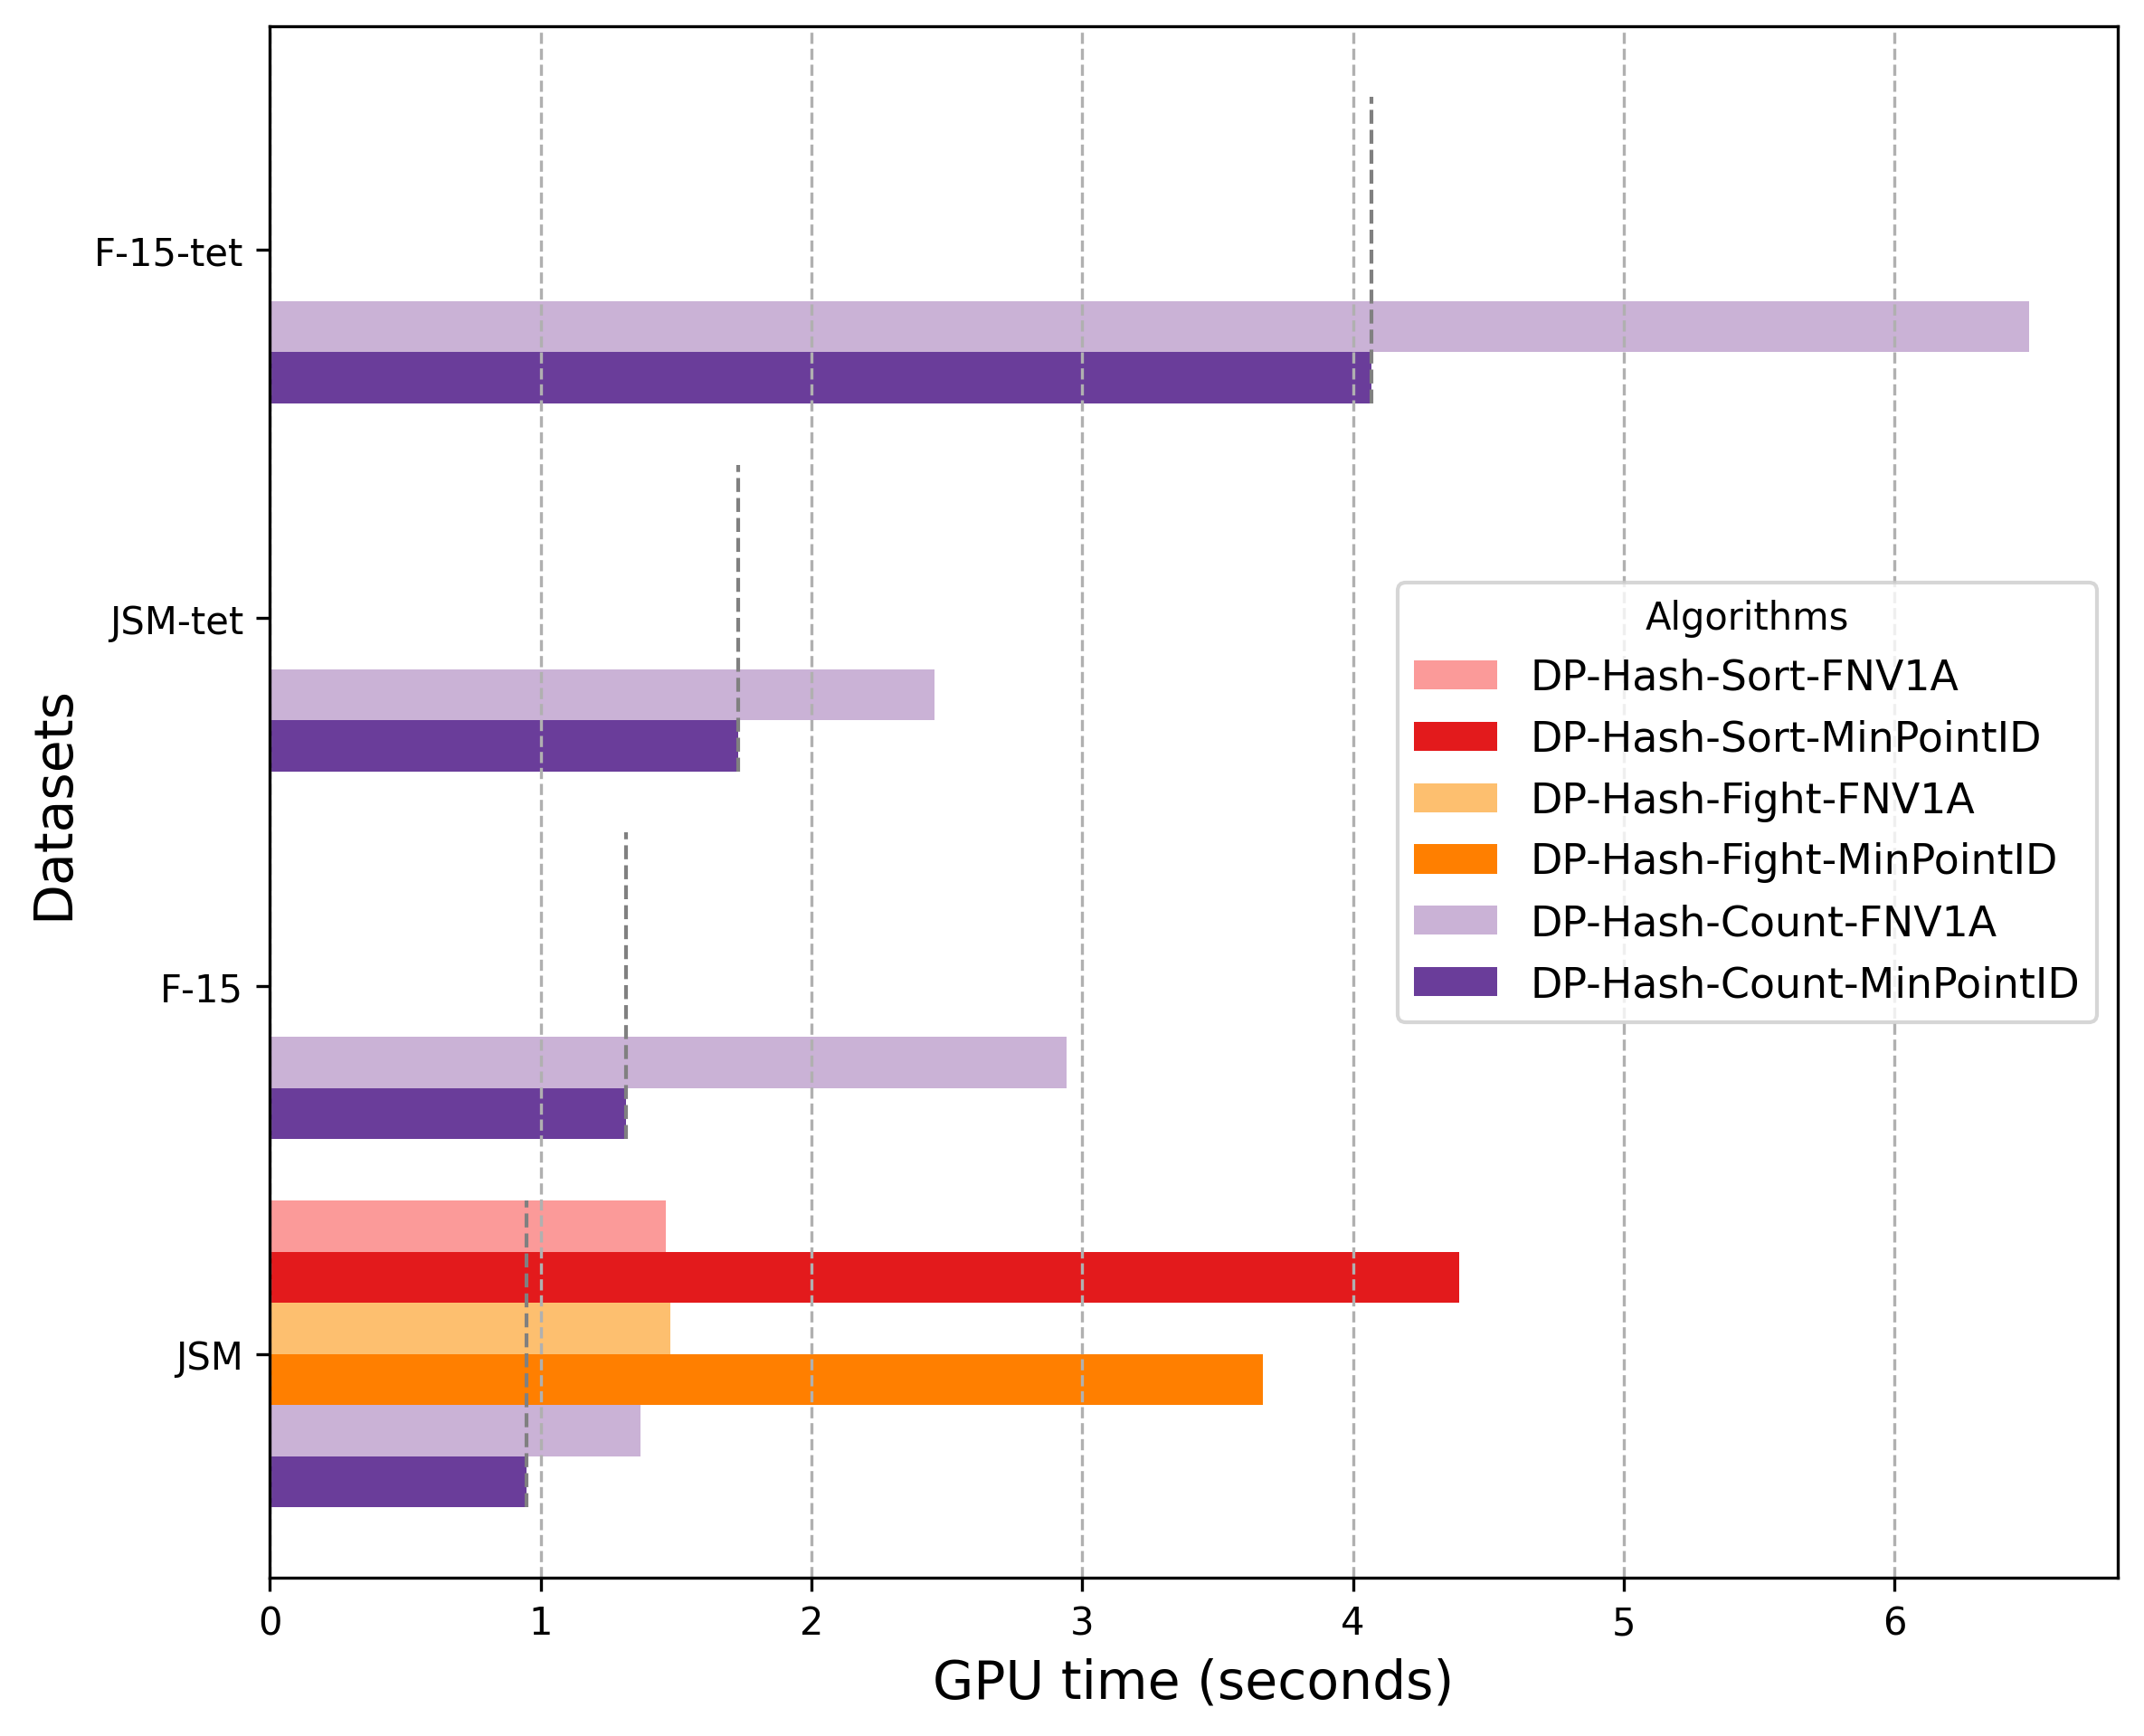 Datasets
F-15-tet
JSM-tet
F-15
JSM
Algorithms
DP-Hash-Sort-FNV1A
DP-Hash-Sort-MinPointID
DP-Hash-Fight-FNV1A
DP-Hash-Fight-MinPointID
DP-Hash-Count-FNV1A
DP-Hash-Count-MinPointID
0 1 2 3 4 5 6
GPU time (seconds)